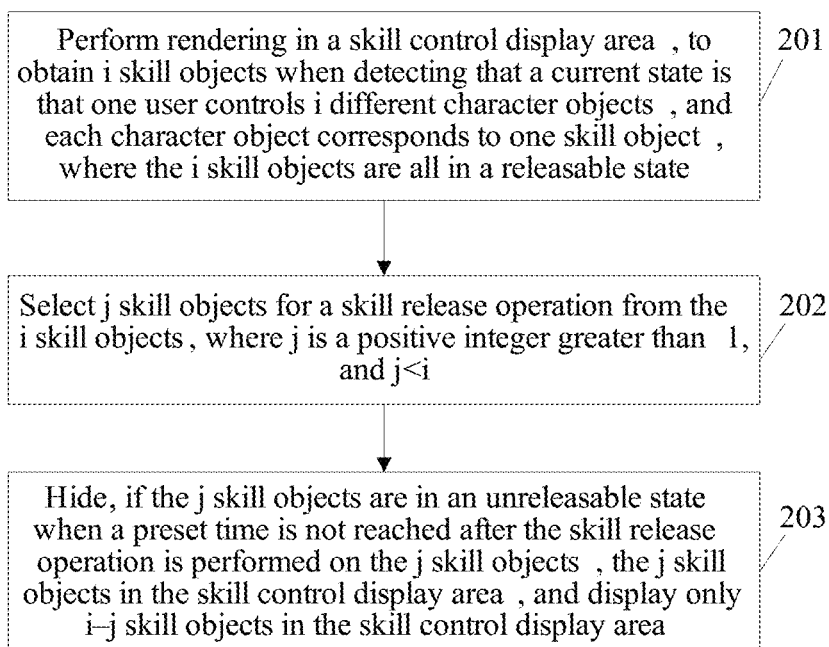 Perform rendering in a skill control display area , to
obtain i skill objects when detecting that a current state is
that one user controls i different character objects , and
each character object corresponds to one skill object ,
where the i skill objects are all in a releasable state
201
Select j skill objects for a skill release operation from the
i skill objects , where j is a positive integer greater than 1,
and j<i
202
Hide, if the j skill objects are in an unreleasable state
when a preset time is not reached after the skill release
operation is performed on the j skill objects , the j skill
objects in the skill control display area , and display only
i–j skill objects in the skill control display area
203